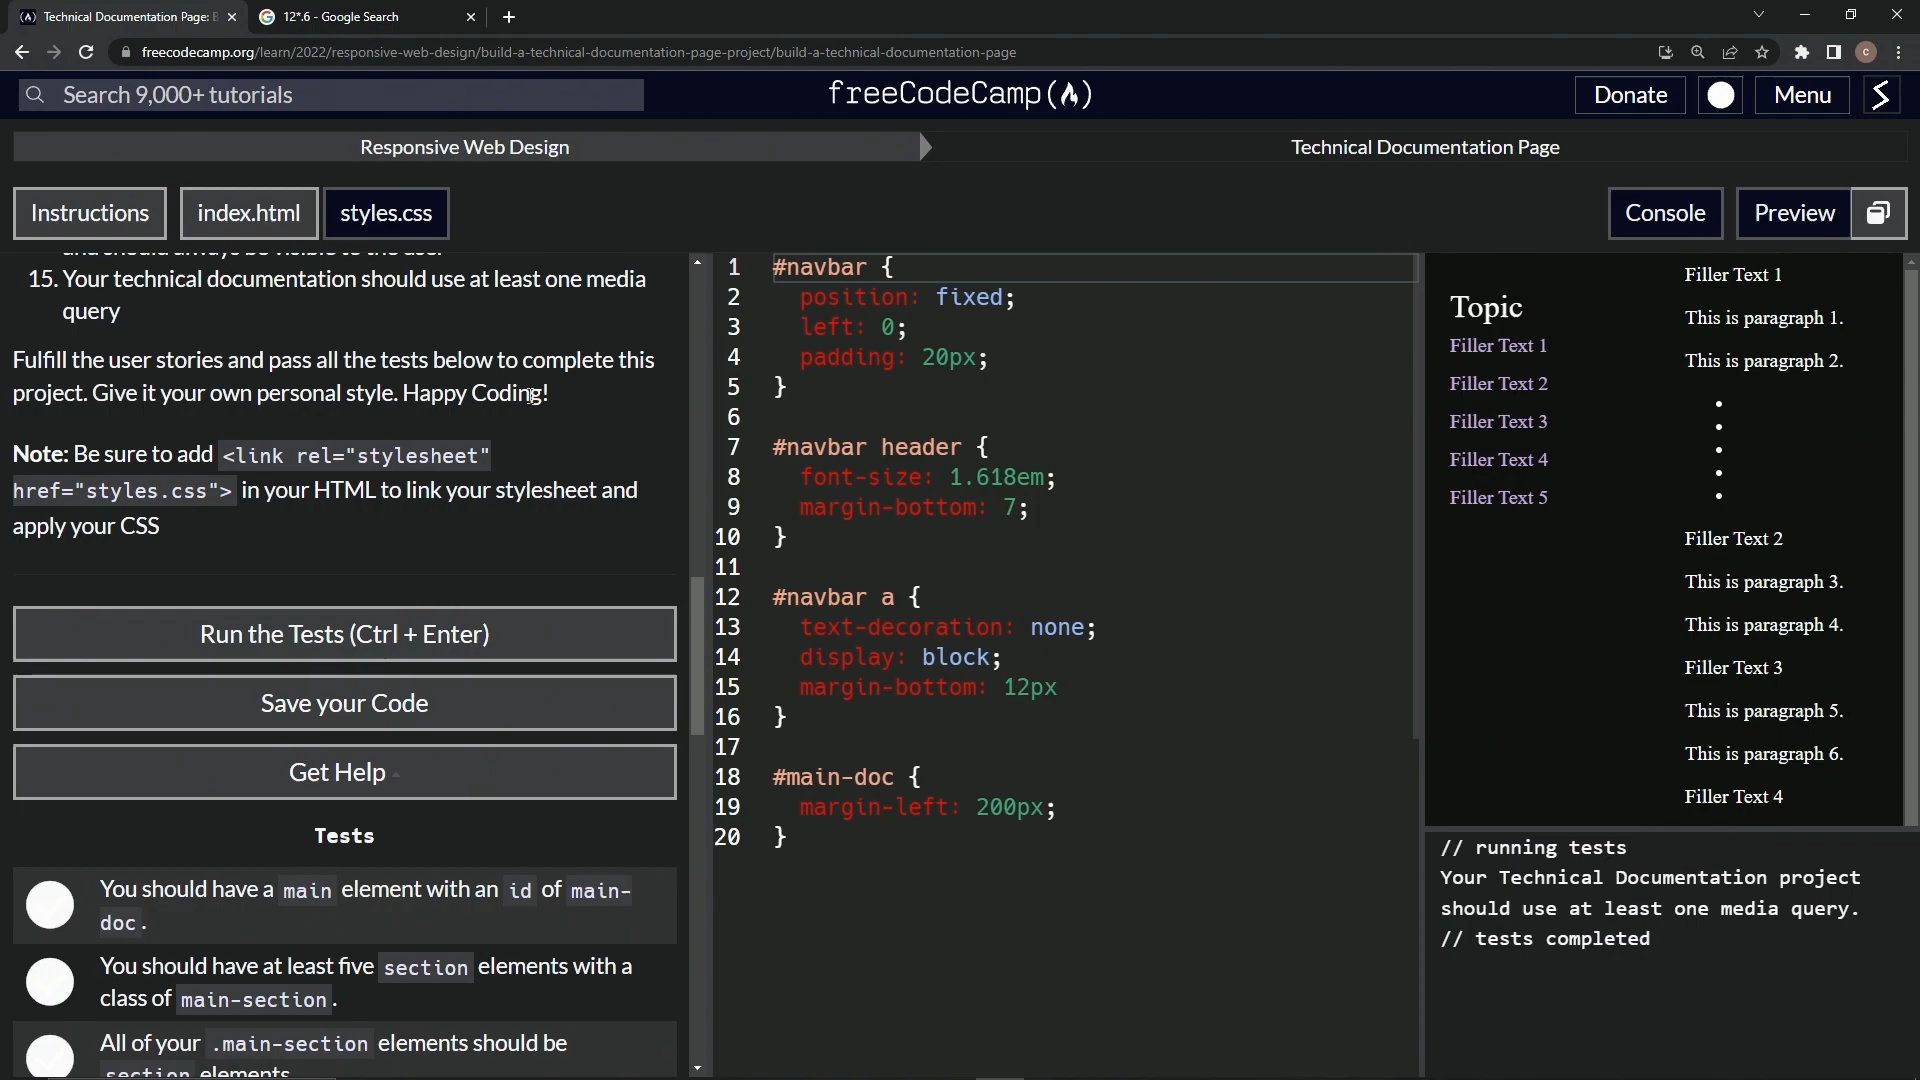 Technical Documentation Page: B
12*.6 - Google Search
freecodecamp.org/learn/2022/responsive-web-design/build-a-technical-documentation-page-project/build-a-technical-documentation-page
C
Search 9,000+ tutorials
freeCodeCamp
Donate
Menu
Responsive Web Design
Technical Documentation Page
Instructions
index.html
styles.css
Console
Preview
15. Your technical documentation should use at least one media
query
Fulfill the user stories and pass all the tests below to complete this
project. Give it your own personal style. Happy Coding!
Note: Be sure to add <link rel="stylesheet"
href="styles.css"> in your HTML to link your stylesheet and
apply your CSS
Run the Tests (Ctrl + Enter)
Save your Code
Get Help
Tests
You should have a main element with an id of main-
doc.
You should have at least five section elements with a
class of main-section.
All of your .main-section elements should be
section elements
1 #navbar {
2 position: fixed;
3 left: 0;
4 padding: 20px;
5 }
6
7 #navbar header {
8 font-size: 1.618em;
9 margin-bottom: 7;
10 }
11
12 #navbar a {
13 text-decoration: none;
14 display: block;
15 margin-bottom: 12px
16 }
17
18 #main-doc {
19 margin-left: 200px;
20 }
Topic
Filler Text 1
Filler Text 2
Filler Text 3
Filler Text 4
Filler Text 5
Filler Text 1
This is paragraph 1.
This is paragraph 2.
Filler Text 2
This is paragraph 3.
This is paragraph 4.
Filler Text 3
This is paragraph 5.
This is paragraph 6.
Filler Text 4
// running tests
Your Technical Documentation project
should use at least one media query.
// tests completed